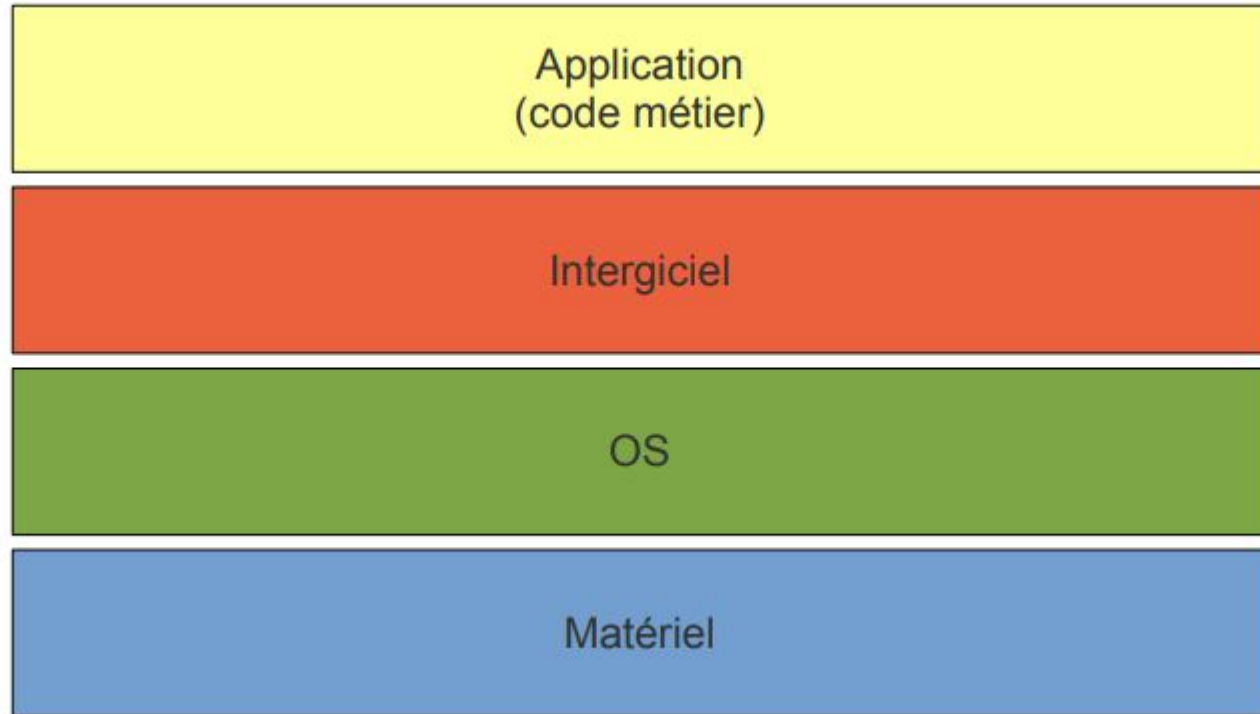 Application
(code métier)
Intergiciel
OS
Matériel